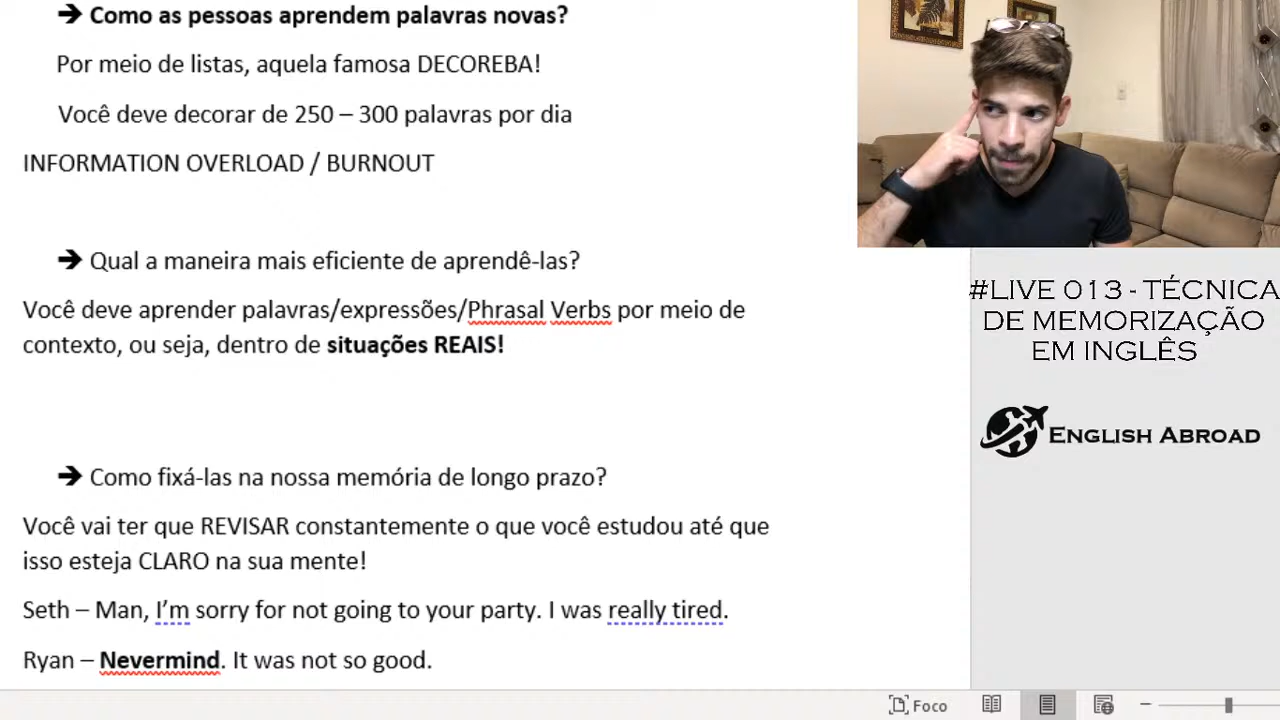 ➔ Como as pessoas aprendem palavras novas?
Por meio de listas, aquela famosa DECOREBA!
Você deve decorar de 250 – 300 palavras por dia
INFORMATION OVERLOAD / BURNOUT
➔ Qual a maneira mais eficiente de aprendê-las?
Você deve aprender palavras/expressões/Phrasal Verbs por meio de
contexto, ou seja, dentro de situações REAIS!
➔ Como fixá-las na nossa memória de longo prazo?
Você vai ter que REVISAR constantemente o que você estudou até que
isso esteja CLARO na sua mente!
Seth – Man, I’m sorry for not going to your party. I was really tired.
Ryan – Nevermind. It was not so good.
#LIVE 013 - TÉCNICA
DE MEMORIZAÇÃO
EM INGLÊS
ENGLISH ABROAD
Foco